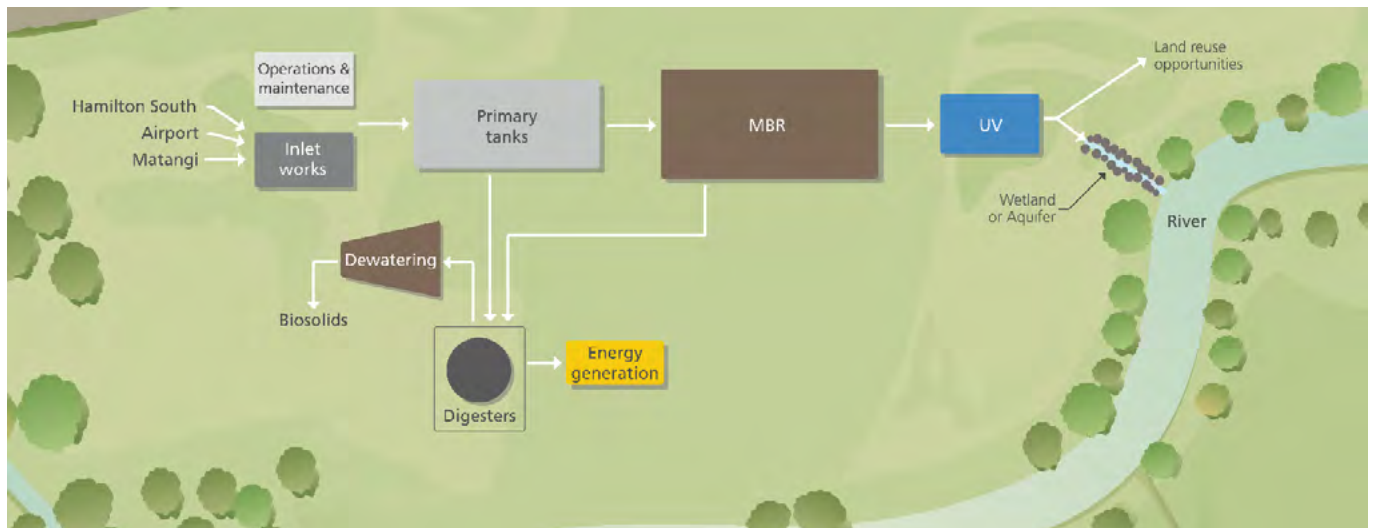 Operations &
maintenance
Hamilton South
Airport
Matangi
Inlet
works
Primary
tanks
MBR
UV
Land reuse
opportunities
Wetland
or Aquifer
River
Dewatering
Biosolids
Digesters
Energy
generation